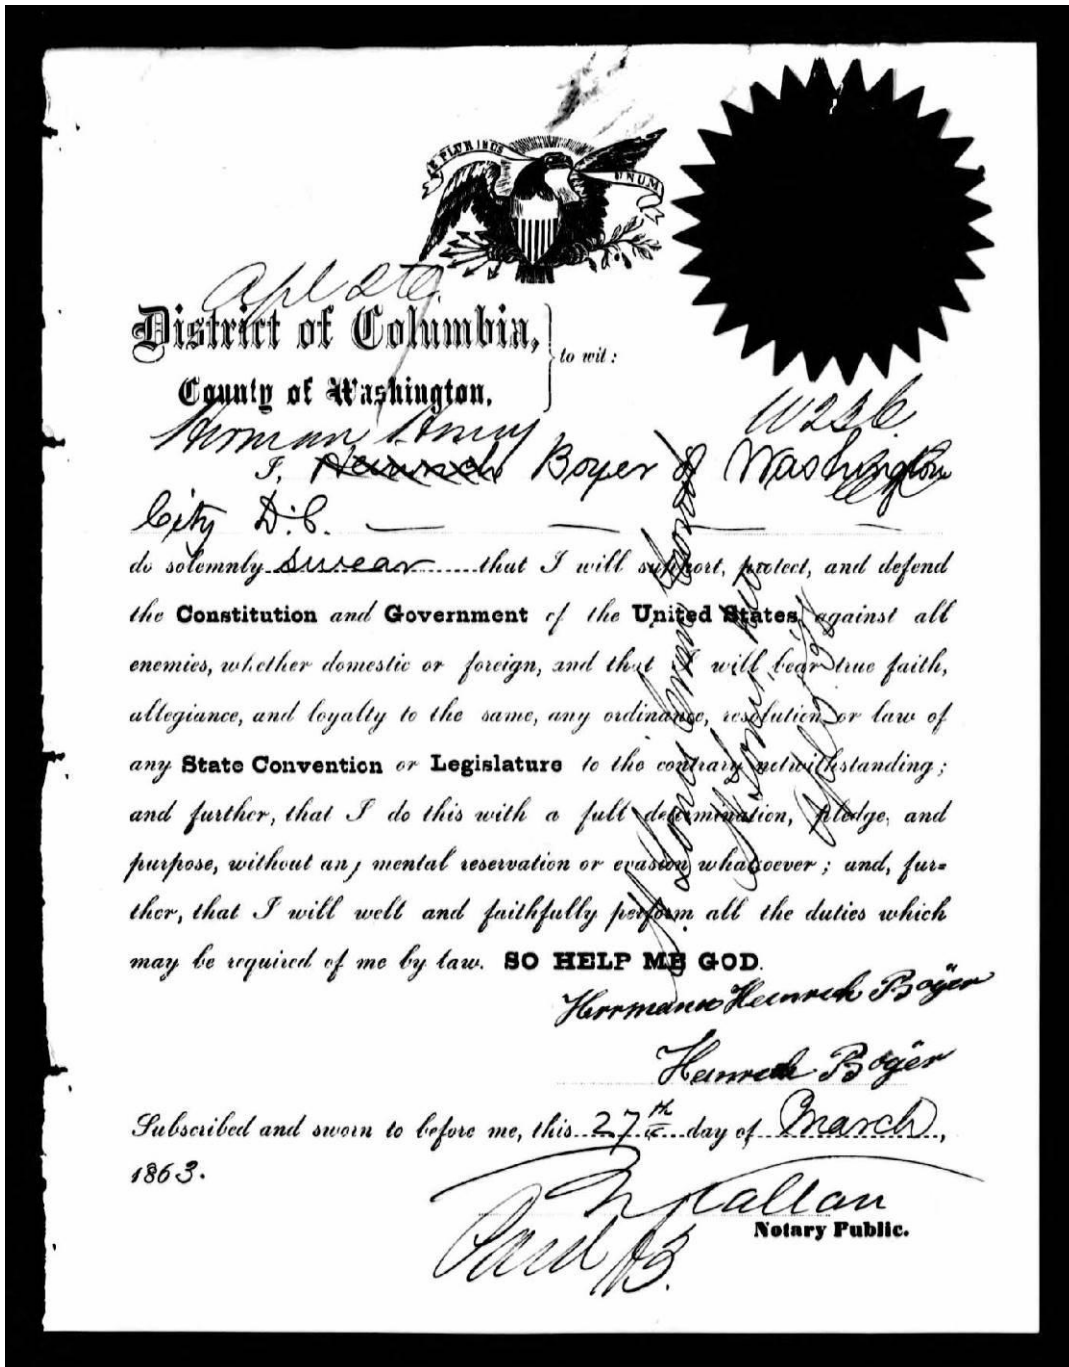 E PLURIBUS UNUM
Apl 2d
District of Columbia,
County of Washington,
to wit:
Herman Henry
I, Heinrich Boyer of Washington
City D.C.
do solemnly swear that I will support, protect, and defend
the Constitution and Government of the United States against all
enemies, whether domestic or foreign, and that I will bear true faith,
allegiance, and loyalty to the same, any ordinance, resolution or law of
any State Convention or Legislature to the contrary notwithstanding;
and further, that I do this with a full determination, pledge, and
purpose, without any mental reservation or evasion whatsoever; and, fur-
ther, that I will well and faithfully perform all the duties which
may be required of me by law. SO HELP ME GOD.
Herrmann Heinrich Böÿer
Heinrich Böÿer
Subscribed and sworn to before me, this 27th day of March,
1863.
N Callan
Notary Public.
Paid